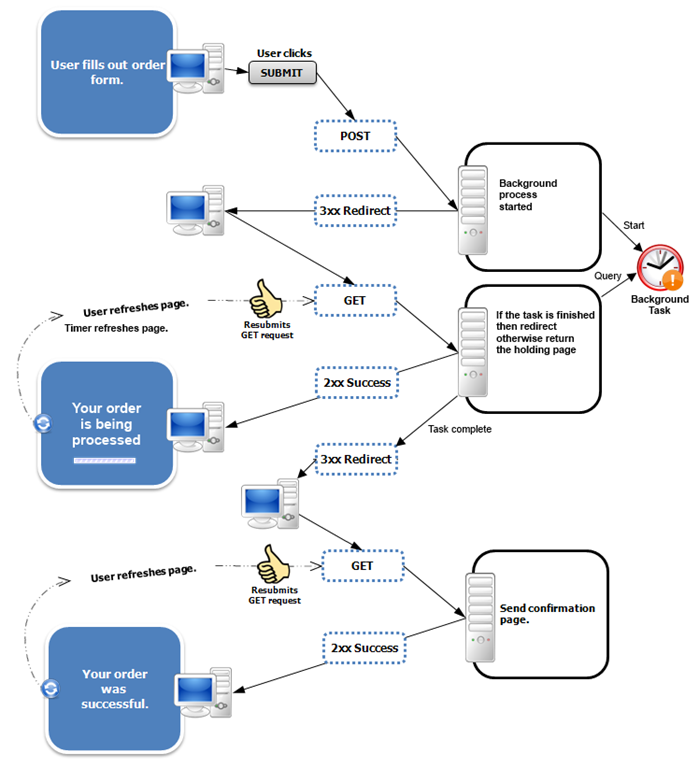 User fills out order
form.
User clicks
SUBMIT
POST
Background
process
started
3xx Redirect
Start
Query
Background
Task
User refreshes page.
Timer refreshes page.
Resubmits
GET request
GET
If the task is finished
then redirect
otherwise return
the holding page
2xx Success
Your order
is being
processed
Task complete
3xx Redirect
User refreshes page.
Resubmits
GET request
GET
Send confirmation
page.
2xx Success
Your order
was
successful.